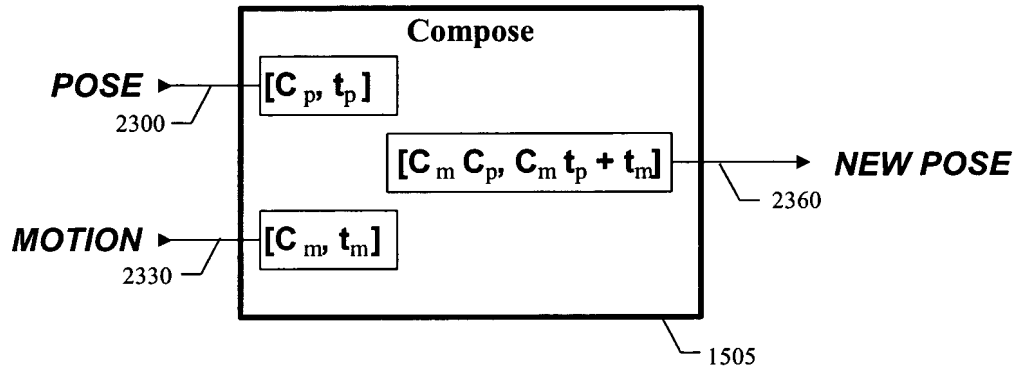 Compose
POSE
[C p, t p]
2300
[C m C p, C m t p + t m]
NEW POSE
2360
MOTION
[C m, t m]
2330
1505